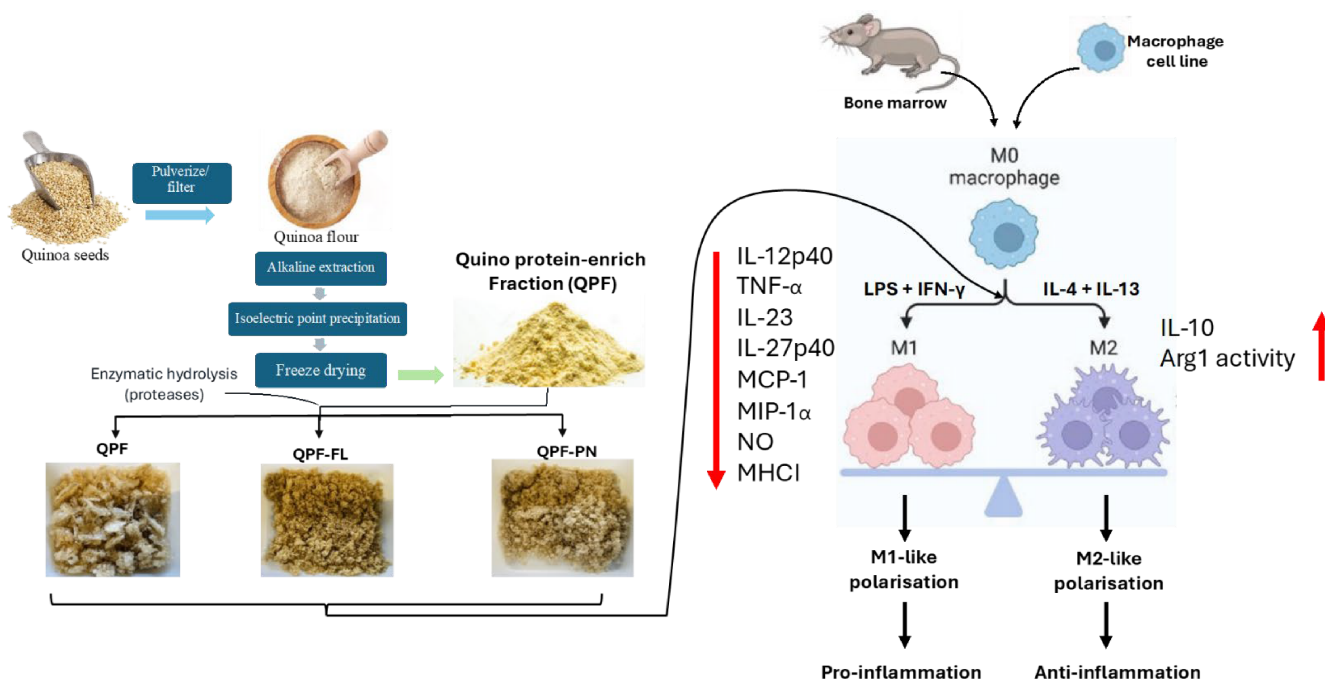 Pulverize/
filter
Quinoa seeds
Quinoa flour
Alkaline extraction
Isoelectric point precipitation
Freeze drying
Quino protein-enrich
Fraction (QPF)
Enzymatic hydrolysis
(proteases)
QPF
QPF-FL
QPF-PN
Bone marrow
Macrophage
cell line
M0
macrophage
LPS + IFN-γ
IL-4 + IL-13
IL-12p40
TNF-α
IL-23
IL-27p40
MCP-1
MIP-1α
NO
MHCI
M1
M2
IL-10
Arg1 activity
M1-like
polarisation
M2-like
polarisation
Pro-inflammation
Anti-inflammation